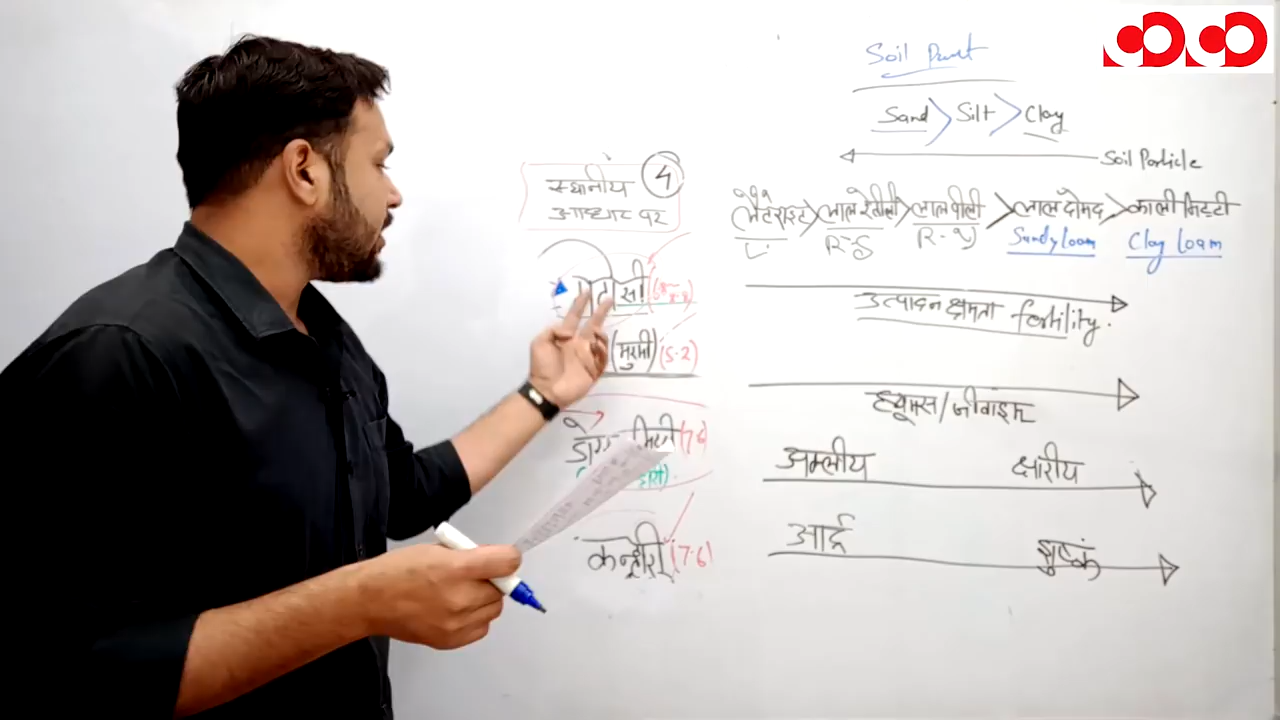 Soil Part
Sand > Silt > Clay
Soil Particle
स्थानीय 4
आधार पर
लैटेराइट > लाल रेतीली > लाल पीली > लाल दोमट > काली मिट्टी
L R-S R-Y Sandy loam Clay loam
सी
उत्पादन क्षमता fertility.
(मुरमी) (5.2)
ह्यूमस/जीवांश
अम्लीय क्षारीय
आर्द्र शुष्क
कन्हारी (7.6)